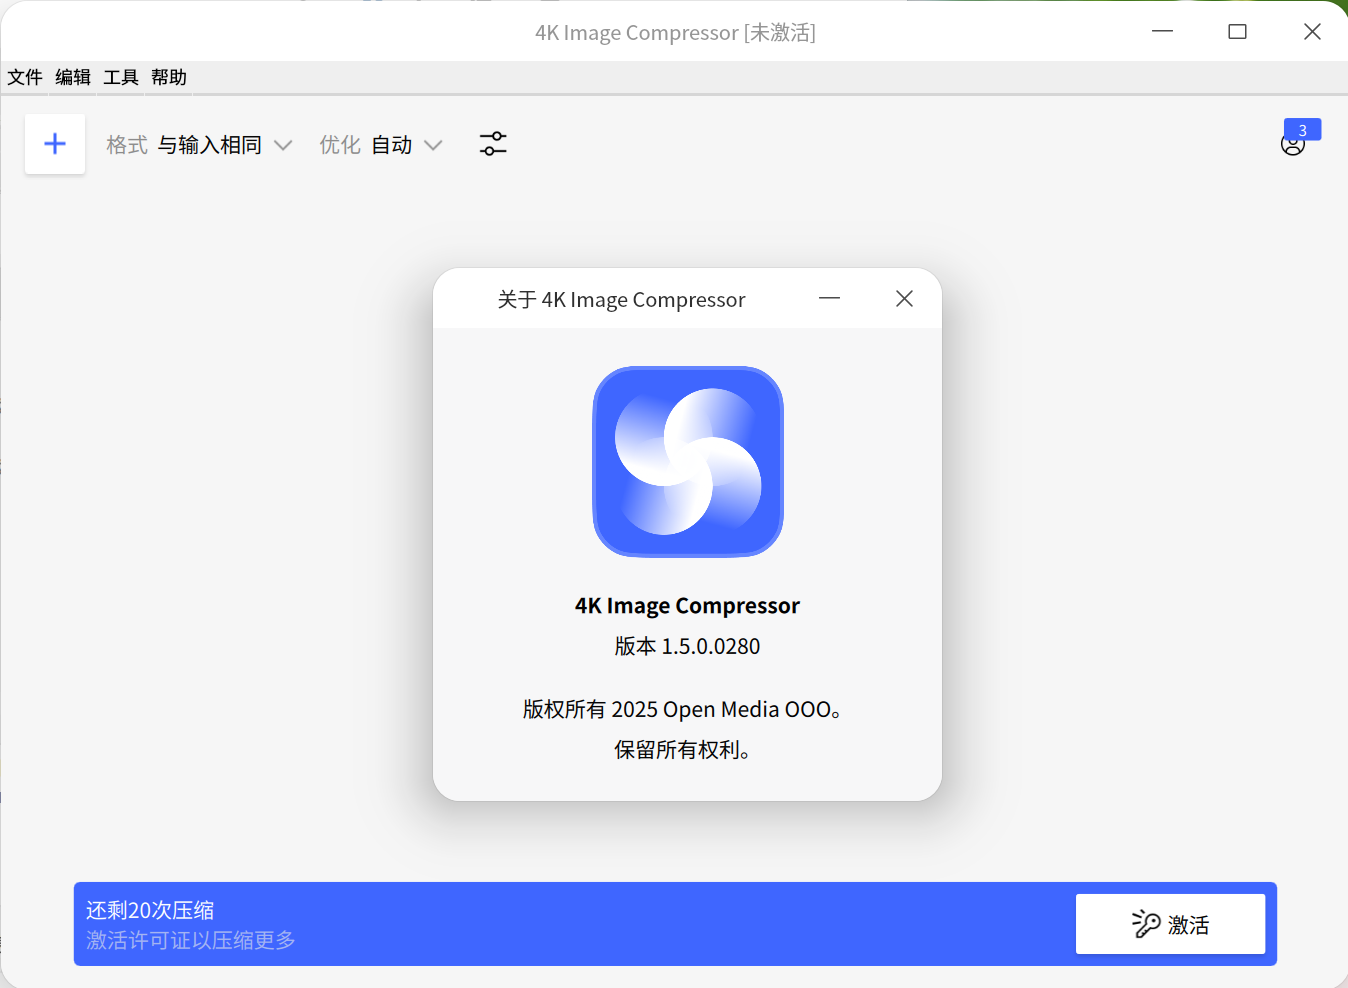 4K Image Compressor [未激活]
文件 编辑 工具 帮助
格式 与输入相同 优化 自动
3
关于 4K Image Compressor
4K Image Compressor
版本 1.5.0.0280
版权所有 2025 Open Media OOO。
保留所有权利。
还剩20次压缩
激活许可证以压缩更多
激活